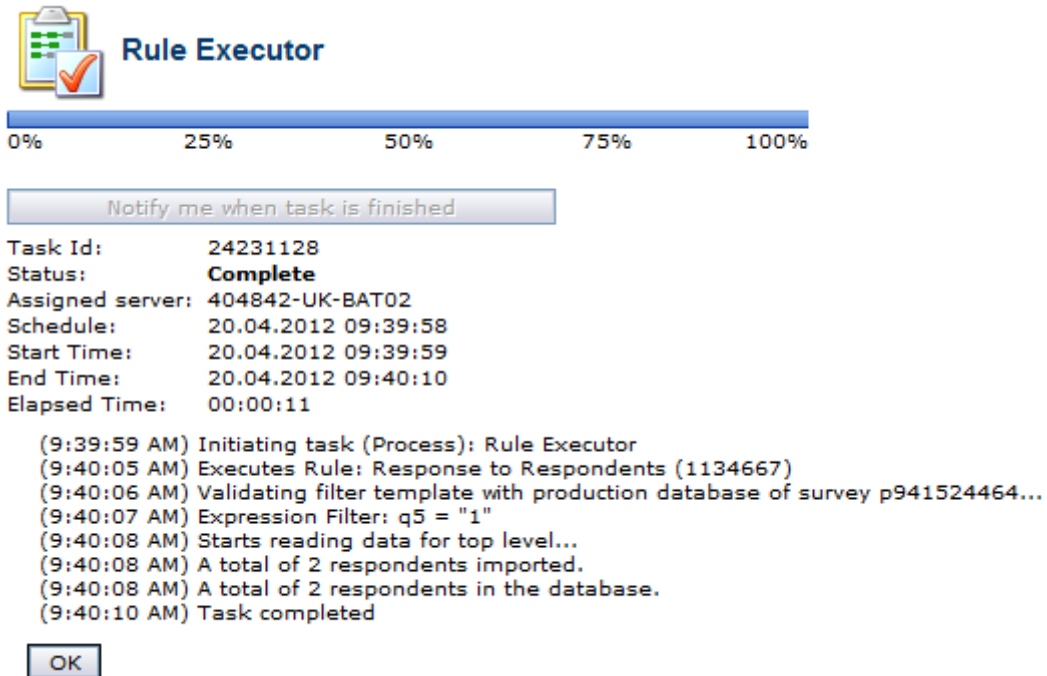 Rule Executor
0% 25% 50% 75% 100%
Notify me when task is finished
Task Id: 24231128
Status: Complete
Assigned server: 404842-UK-BAT02
Schedule: 20.04.2012 09:39:58
Start Time: 20.04.2012 09:39:59
End Time: 20.04.2012 09:40:10
Elapsed Time: 00:00:11
(9:39:59 AM) Initiating task (Process): Rule Executor
(9:40:05 AM) Executes Rule: Response to Respondents (1134667)
(9:40:06 AM) Validating filter template with production database of survey p941524464...
(9:40:07 AM) Expression Filter: q5 = "1"
(9:40:08 AM) Starts reading data for top level...
(9:40:08 AM) A total of 2 respondents imported.
(9:40:08 AM) A total of 2 respondents in the database.
(9:40:10 AM) Task completed
OK